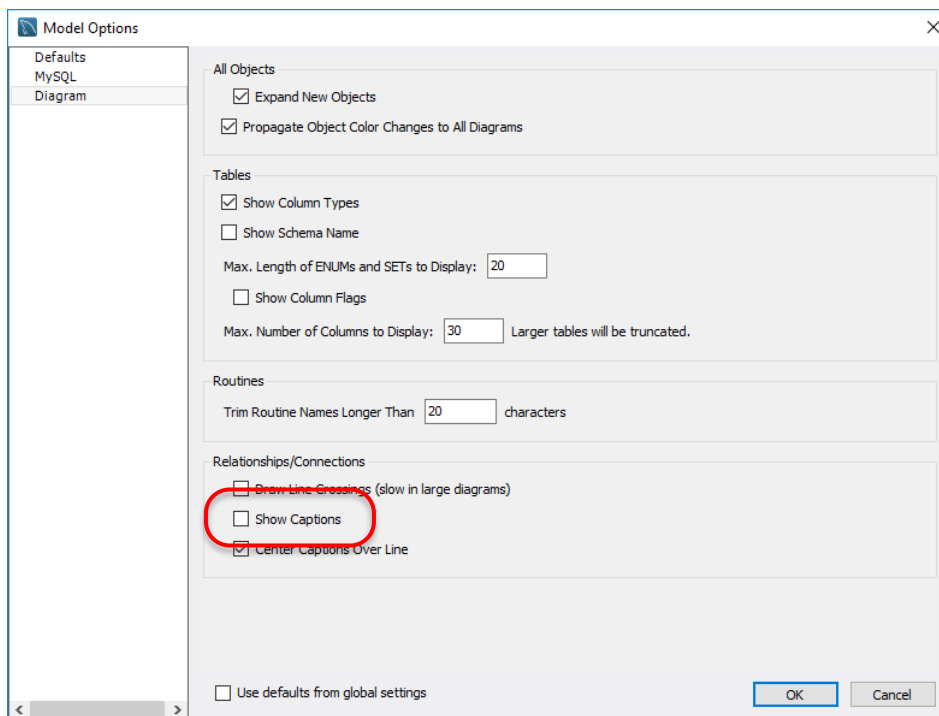 Model Options
Defaults
MySQL
Diagram
All Objects
Expand New Objects
Propagate Object Color Changes to All Diagrams
Tables
Show Column Types
Show Schema Name
Max. Length of ENUMs and SETs to Display: 20
Show Column Flags
Max. Number of Columns to Display: 30 Larger tables will be truncated.
Routines
Trim Routine Names Longer Than 20 characters
Relationships/Connections
Draw Line Crossings (slow in large diagrams)
Show Captions
Center Captions Over Line
Use defaults from global settings
OK Cancel